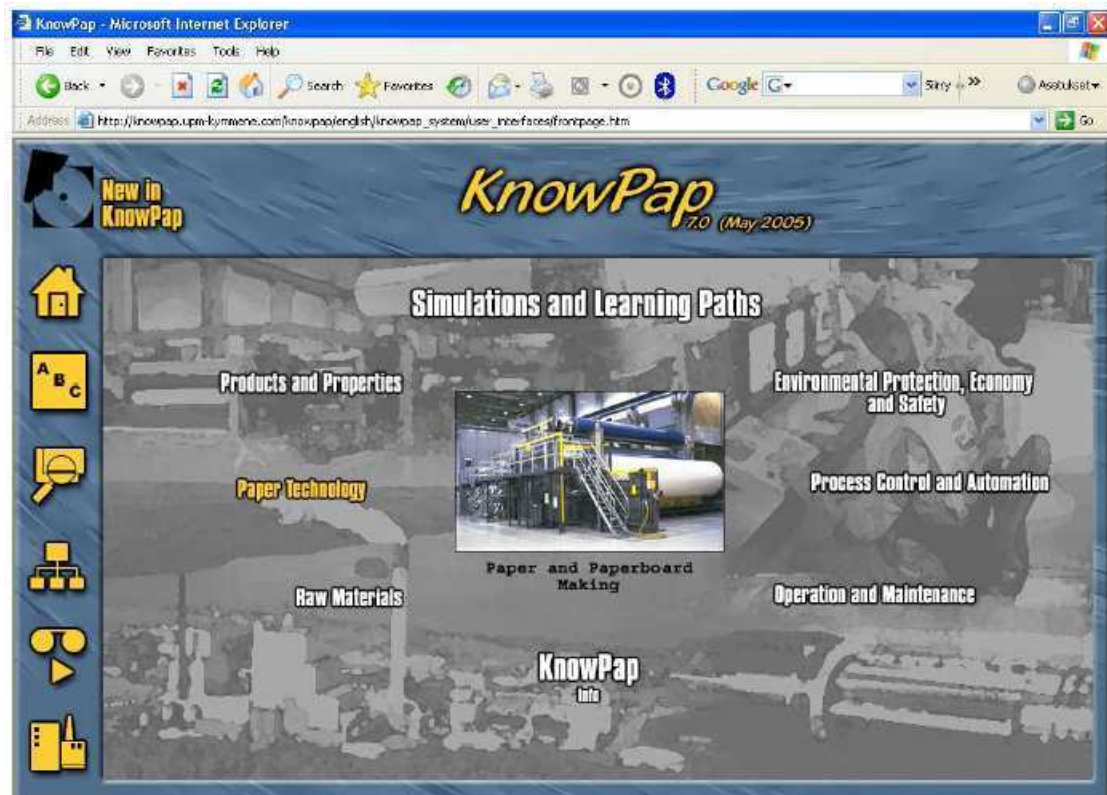 KnowPap - Microsoft Internet Explorer
File Edit View Favorites Tools Help
Back Search Favorites Google G Siirry Asetukset
Address http://knowpap.upm-kymmene.com/knowpap/english/knowpap_system/user_interfaces/frontpage.htm Go
New in
KnowPap
KnowPap
7.0 (May 2005)
Simulations and Learning Paths
A B C
Products and Properties
Environmental Protection, Economy
and Safety
Paper Technology
Process Control and Automation
Paper and Paperboard
Making
Raw Materials
Operation and Maintenance
KnowPap
Info